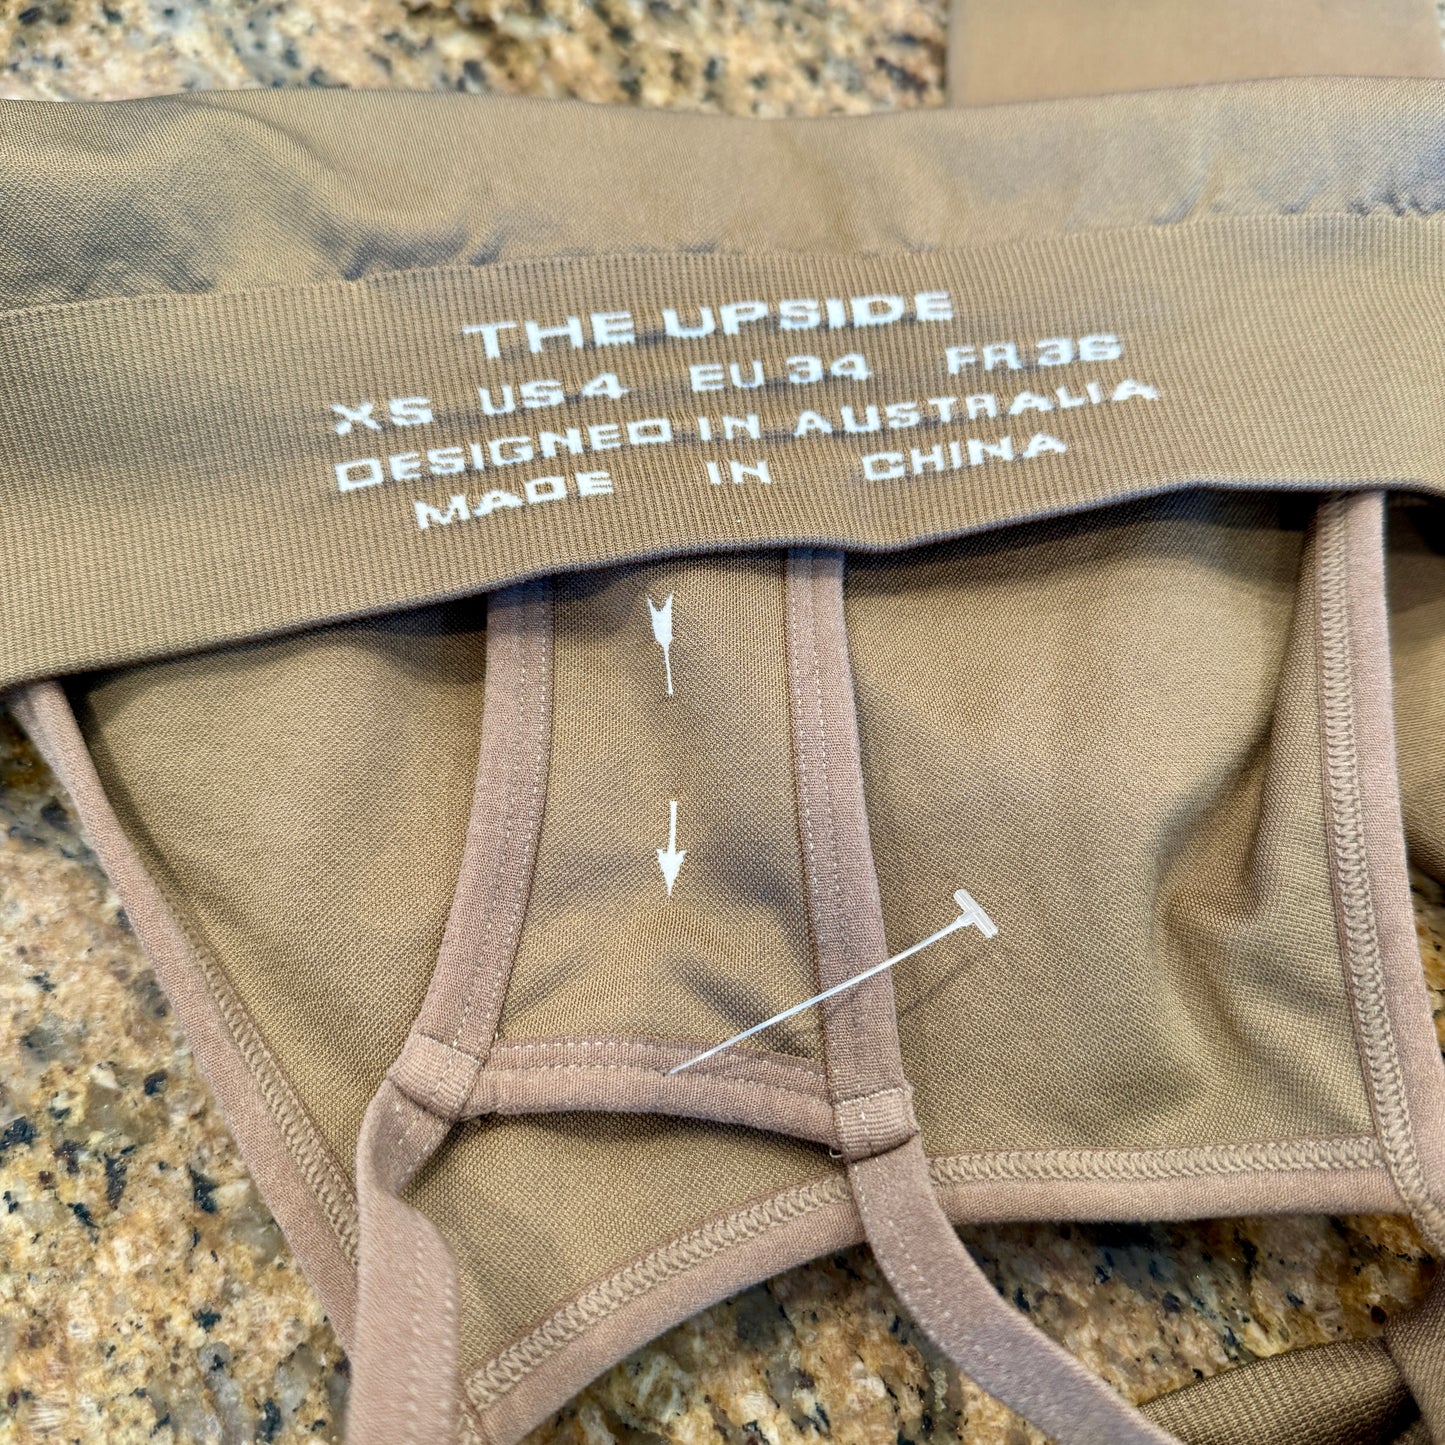 THE UPSIDE
XS US 4 EU 34 FR 36
DESIGNED IN AUSTRALIA
MADE IN CHINA